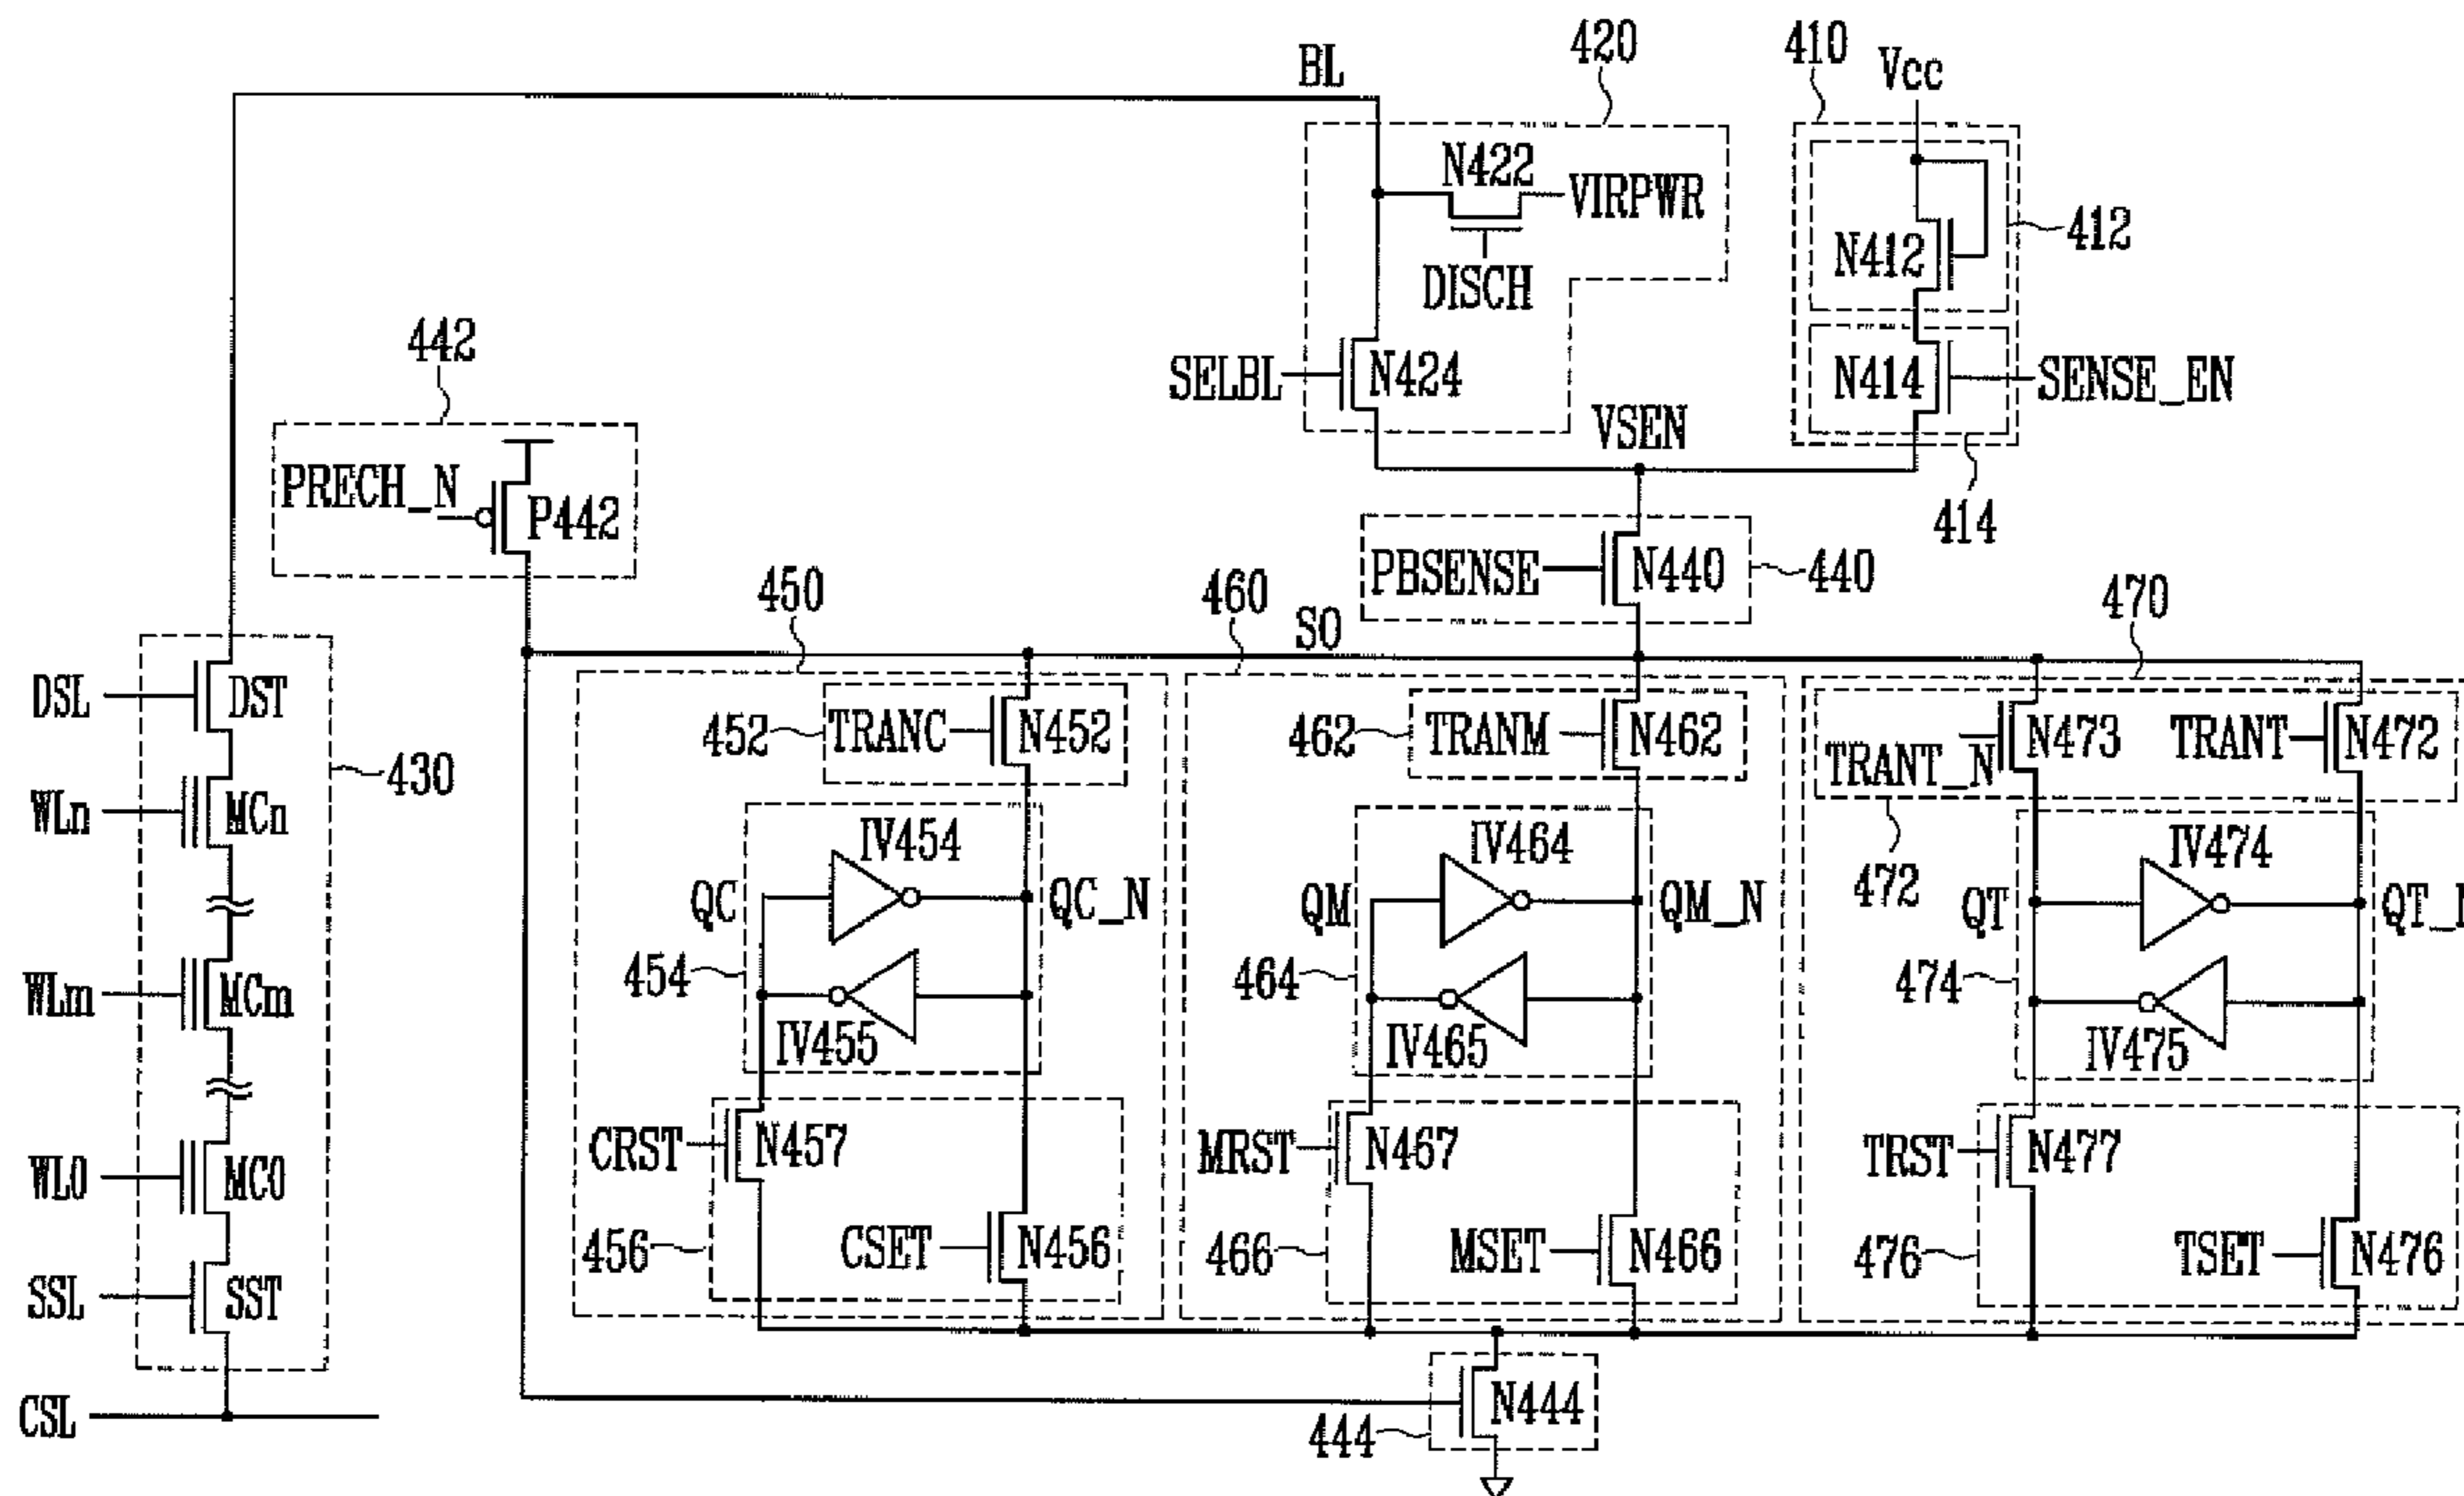 BL
420
410
Vcc
N422
VIRPWR
412
N412
DISCH
442
SELBL
N424
N414
SENSE_EN
VSEN
PRECH_N
P442
414
PBSENSE
N440
440
450
460
SO
470
DSL
DST
452
TRANC
N452
462
TRANM
N462
TRANT_N
N473
TRANT
N472
430
WLn
MCn
IV454
IV464
IV474
472
QC
QC_N
QM
QM_N
QT
QT_N
454
464
474
WLm
MCm
IV455
IV465
IV475
CRST
N457
MRST
N467
TRST
N477
WL0
MC0
456
CSET
N456
466
MSET
N466
476
TSET
N476
SSL
SST
CSL
444
N444